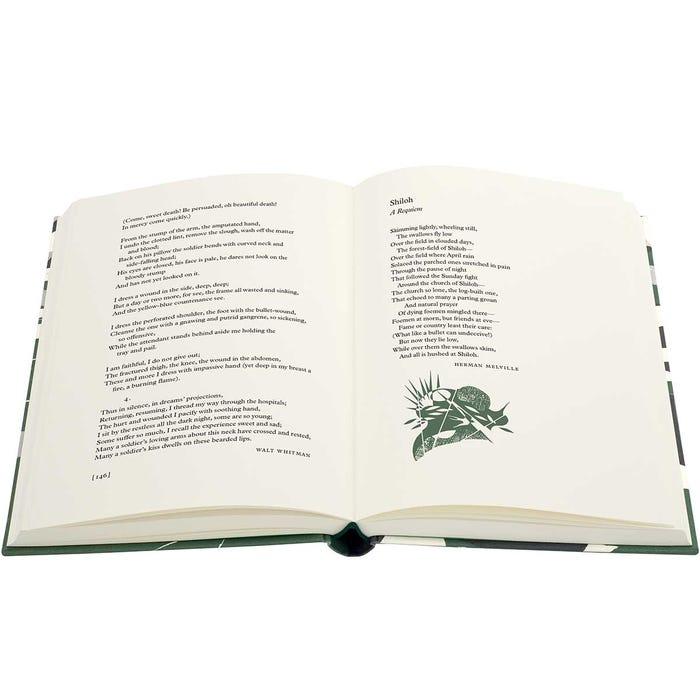 (Come, sweet death! Be persuaded, oh beautiful death!
In mercy come quickly.)
From the stump of the arm, the amputated hand,
I undo the clotted lint, remove the slough, wash off the matter
and blood;
Back on his pillow the soldier bends with curved neck and
side-falling head;
His eyes are closed, his face is pale, he dares not look on the
bloody stump
And has not yet looked on it.
I dress a wound in the side, deep, deep;
But a day or two more, for see, the frame all wasted and sinking,
And the yellow-blue countenance see.
I dress the perforated shoulder, the foot with the bullet-wound,
Cleanse the one with a gnawing and putrid gangrene, so sickening,
so offensive,
While the attendant stands behind aside me holding the
tray and pail.
I am faithful, I do not give out;
The fractured thigh, the knee, the wound in the abdomen,
These and more I dress with impassive hand (yet deep in my breast a
fire, a burning flame).
4.
Thus in silence, in dreams' projections,
Returning, resuming, I thread my way through the hospitals;
The hurt and wounded I pacify with soothing hand,
I sit by the restless all the dark night, some are so young;
Some suffer so much, I recall the experience sweet and sad;
Many a soldier's loving arms about this neck have crossed and rested,
Many a soldier's kiss dwells on these bearded lips.
WALT WHITMAN
[146]
Shiloh
A Requiem
Skimming lightly, wheeling still,
The swallows fly low
Over the field in clouded days,
The forest-field of Shiloh—
Over the field where April rain
Solaced the parched ones stretched in pain
Through the pause of night
That followed the Sunday fight
Around the church of Shiloh—
The church so lone, the log-built one,
That echoed to many a parting groan
And natural prayer
Of dying foemen mingled there—
Foemen at morn, but friends at eve—
Fame or country least their care:
(What like a bullet can undeceive!)
But now they lie low,
While over them the swallows skim,
And all is hushed at Shiloh.
HERMAN MELVILLE